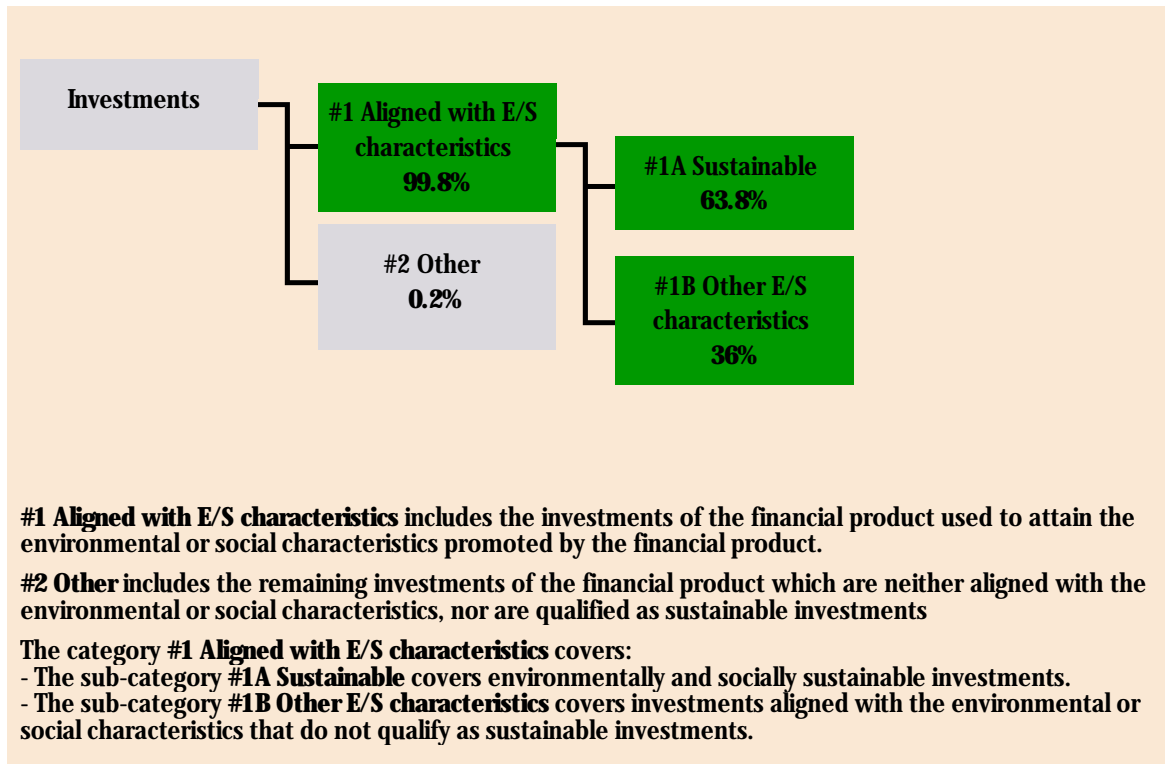 Investments
#1 Aligned with E/S
characteristics
99.8%
#2 Other
0.2%
#1A Sustainable
63.8%
#1B Other E/S
characteristics
36%
#1 Aligned with E/S characteristics includes the investments of the financial product used to attain the
environmental or social characteristics promoted by the financial product.
#2 Other includes the remaining investments of the financial product which are neither aligned with the
environmental or social characteristics, nor are qualified as sustainable investments
The category #1 Aligned with E/S characteristics covers:
- The sub-category #1A Sustainable covers environmentally and socially sustainable investments.
- The sub-category #1B Other E/S characteristics covers investments aligned with the environmental or
social characteristics that do not qualify as sustainable investments.